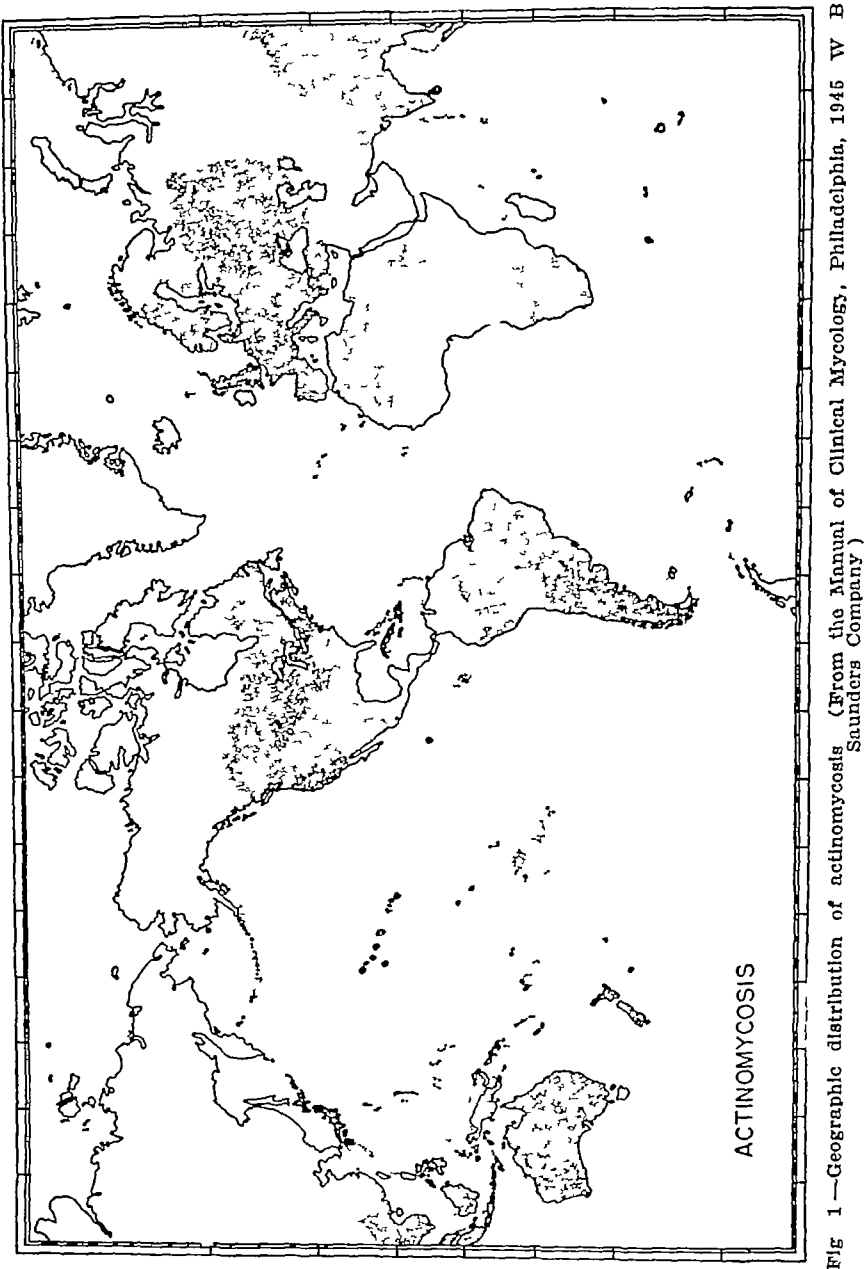 ACTINOMYCOSIS
Fig 1 —Geographic distribution of actinomycosis (From the Manual of Clinical Mycology, Philadelphia, 1945 W B
Saunders Company )